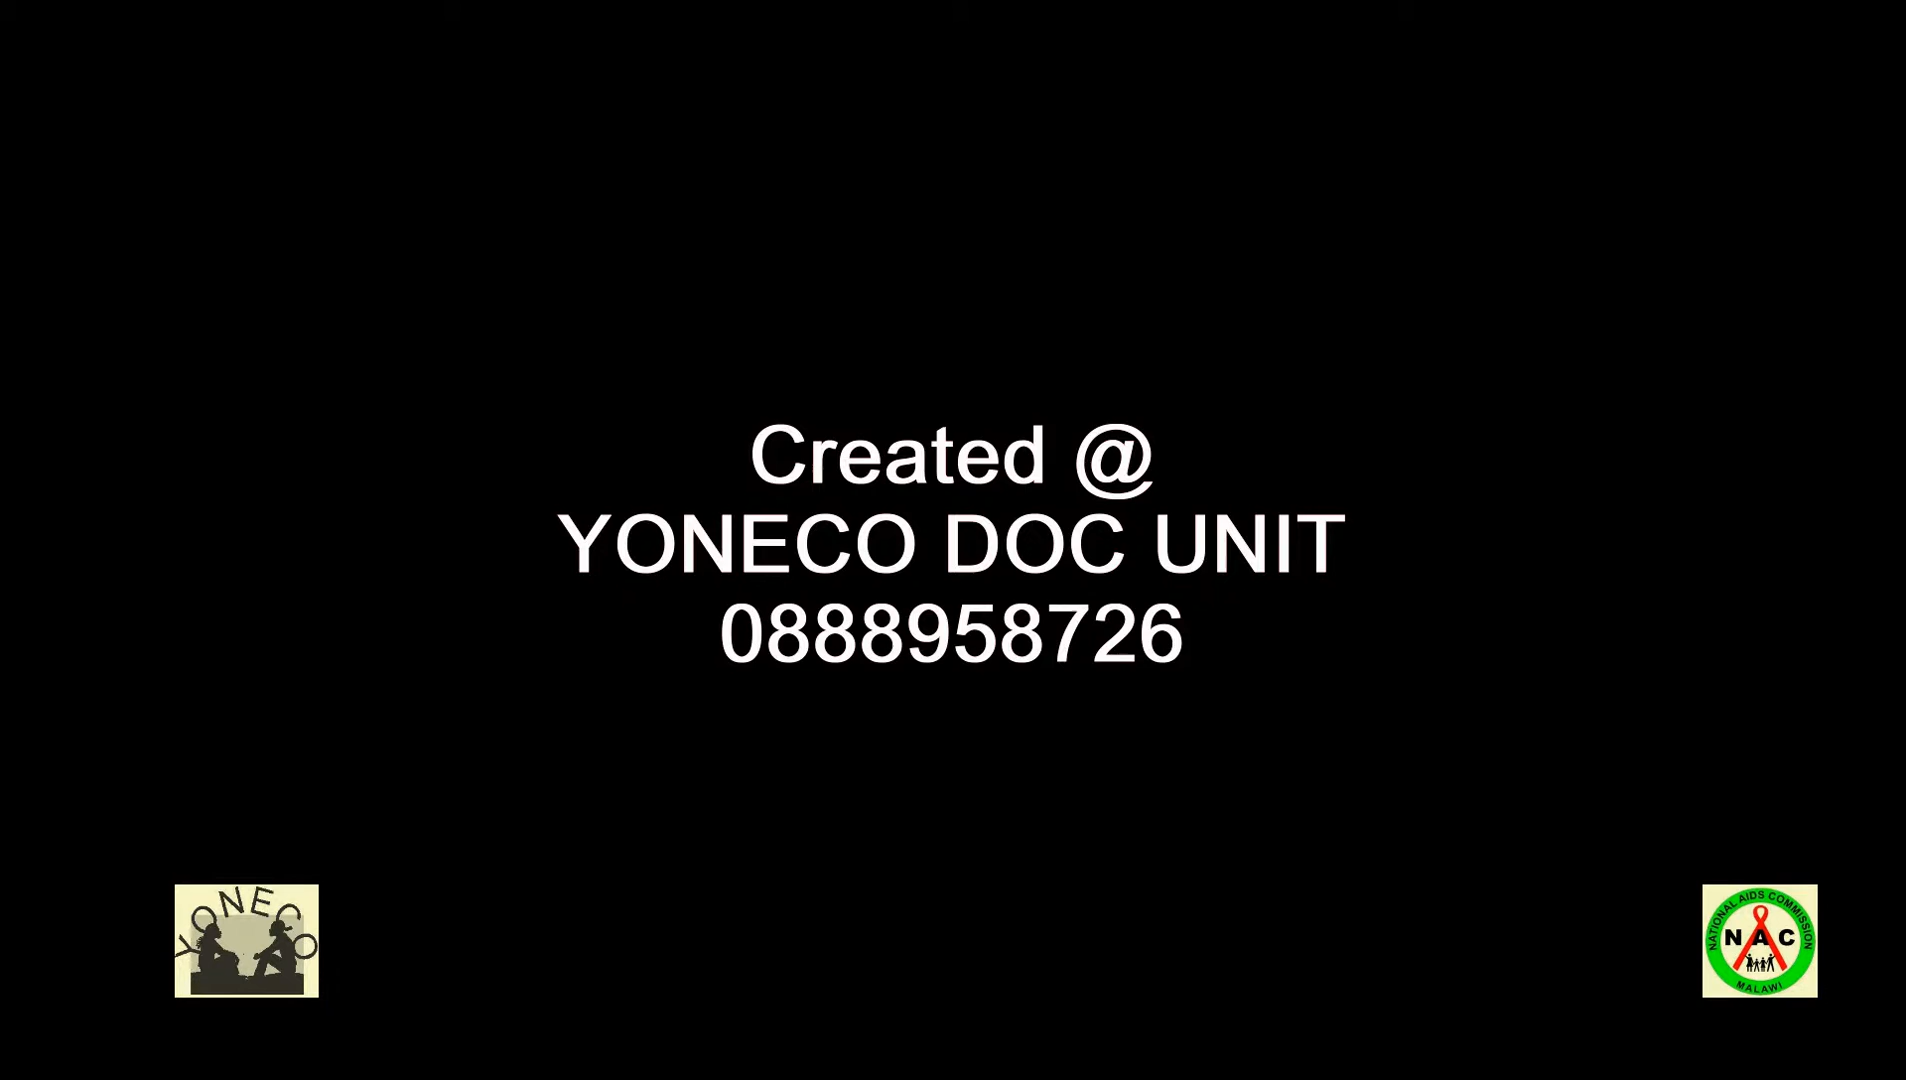 Created @
YONECO DOC UNIT
0888958726
YONECO
NATIONAL AIDS COMMISSION
NAC
MALAWI